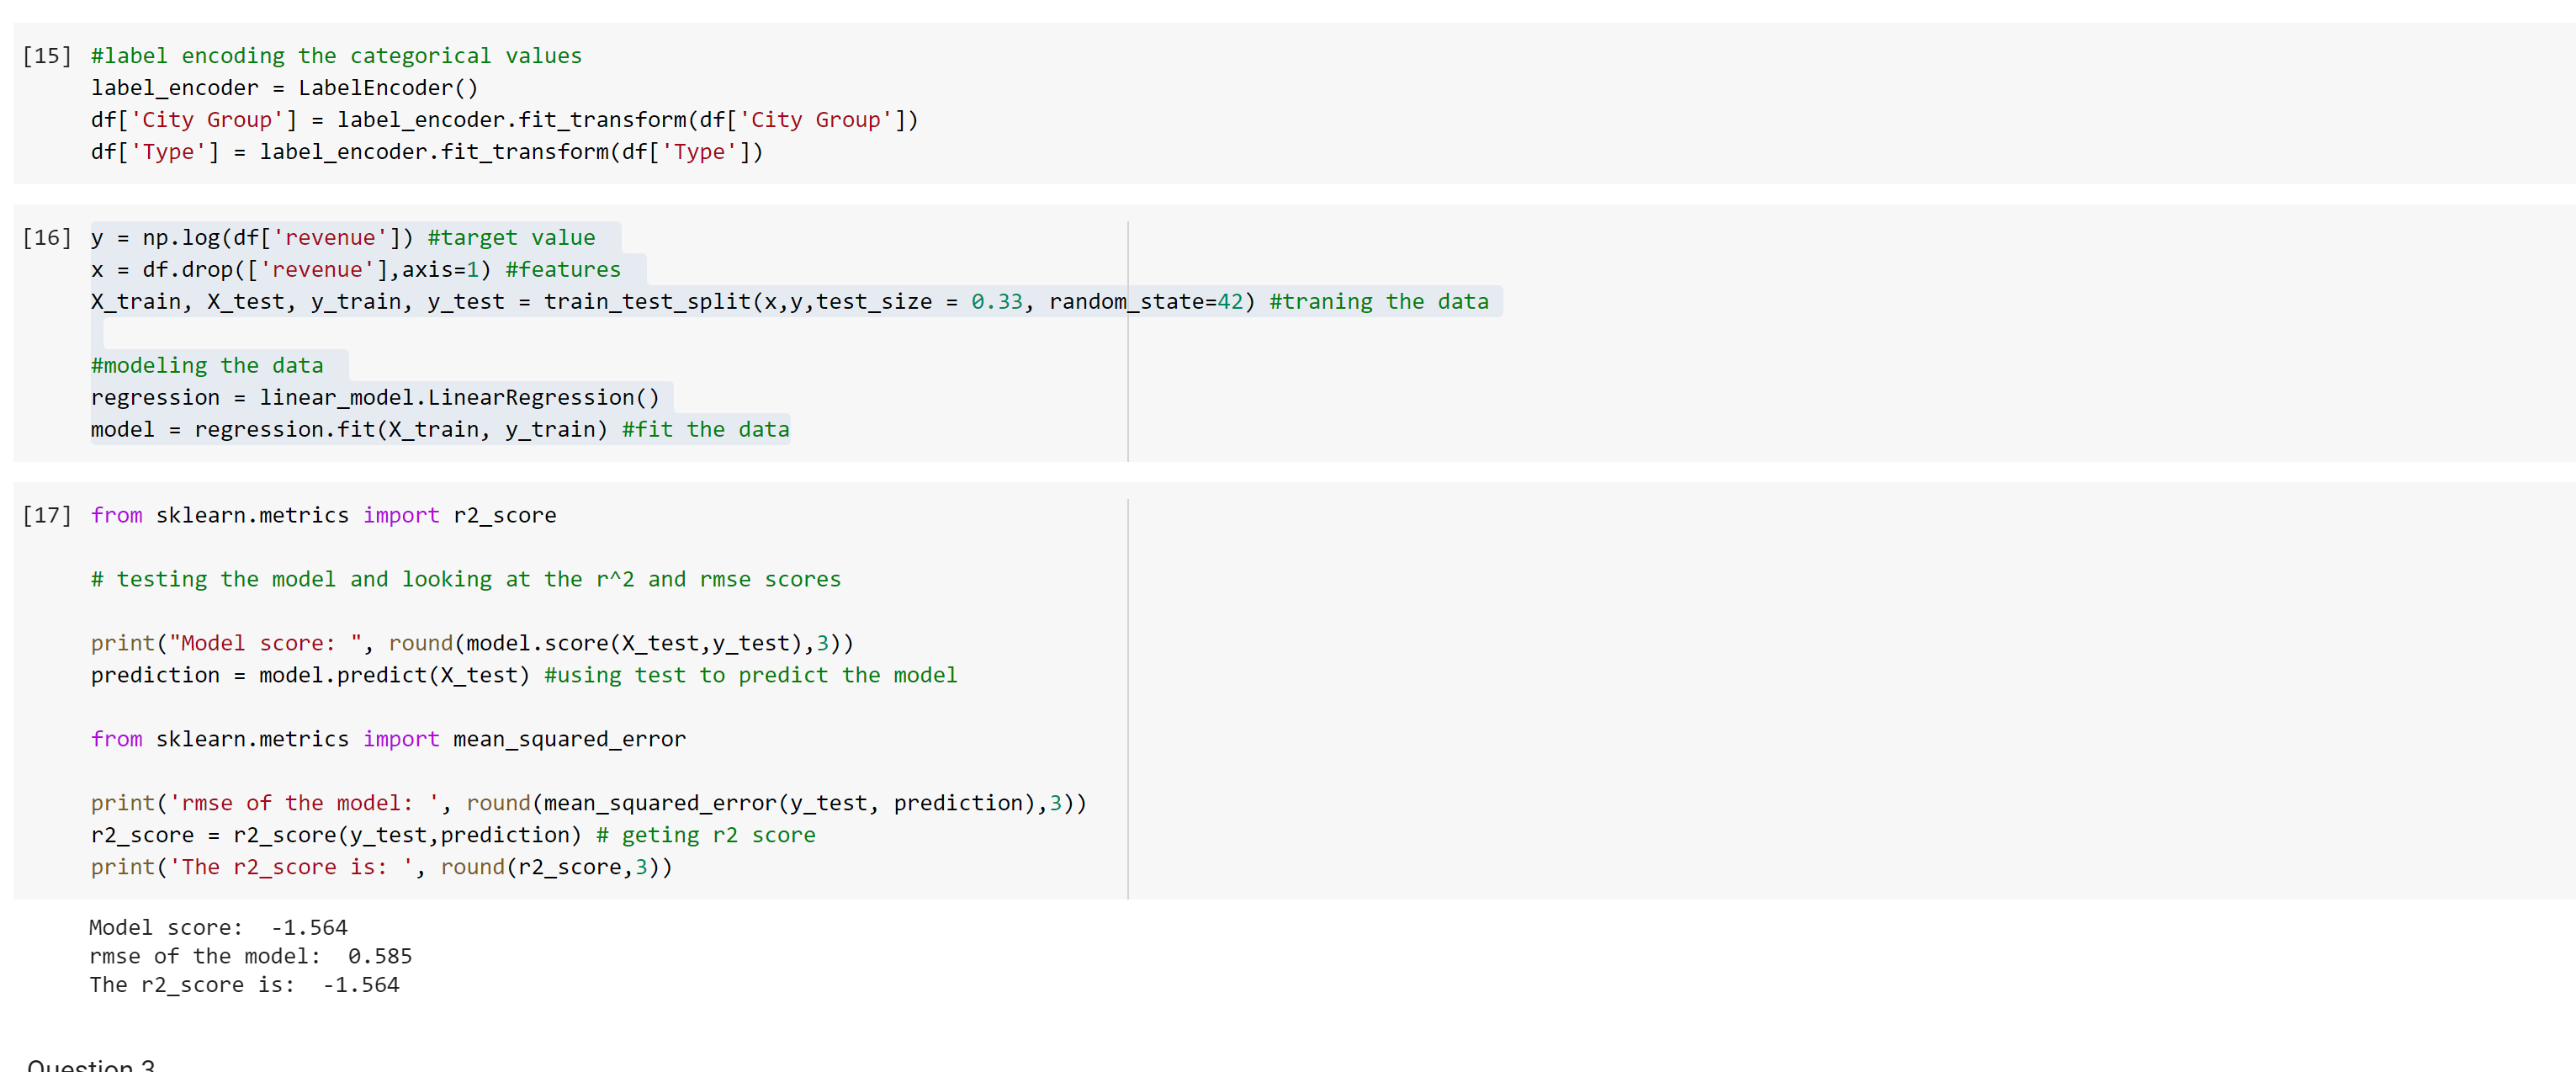 [15] #label encoding the categorical values
label_encoder = LabelEncoder()
df['City Group'] = label_encoder.fit_transform(df['City Group'])
df['Type'] = label_encoder.fit_transform(df['Type'])
[16] y = np.log(df['revenue']) #target value
x = df.drop(['revenue'],axis=1) #features
X_train, X_test, y_train, y_test = train_test_split(x,y,test_size = 0.33, random_state=42) #traning the data
#modeling the data
regression = linear_model.LinearRegression()
model = regression.fit(X_train, y_train) #fit the data
[17] from sklearn.metrics import r2_score
# testing the model and looking at the r^2 and rmse scores
print("Model score: ", round(model.score(X_test,y_test),3))
prediction = model.predict(X_test) #using test to predict the model
from sklearn.metrics import mean_squared_error
print('rmse of the model: ', round(mean_squared_error(y_test, prediction),3))
r2_score = r2_score(y_test,prediction) # geting r2 score
print('The r2_score is: ', round(r2_score,3))
Model score:  -1.564
rmse of the model:  0.585
The r2_score is:  -1.564
Question 3